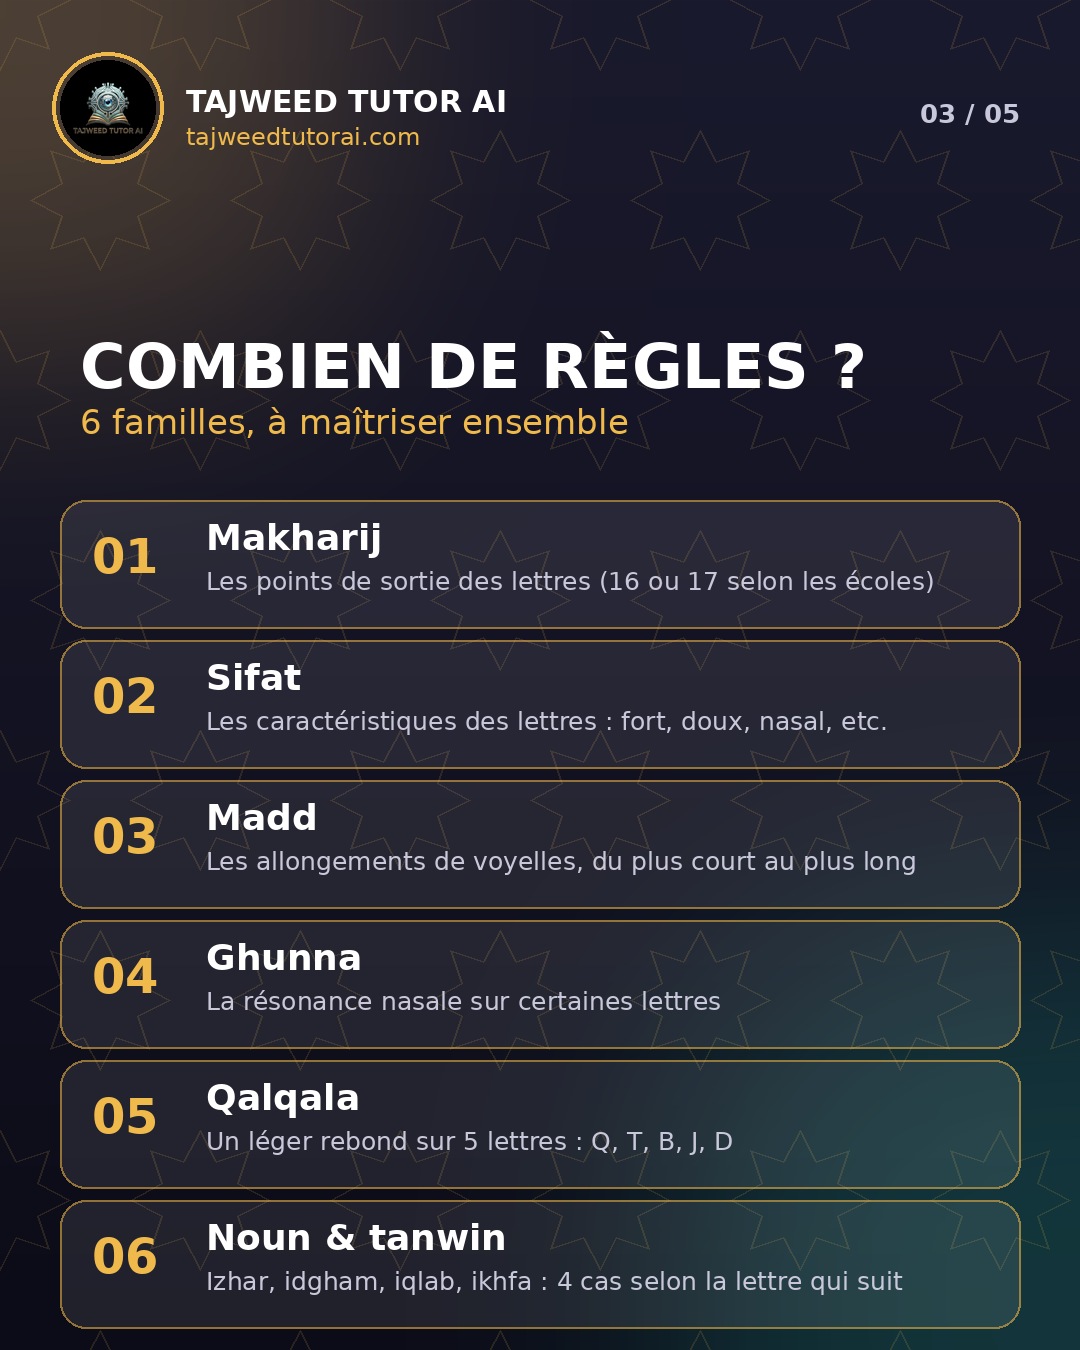 TAJWEED TUTOR AI
TAJWEED TUTOR AI
tajweedtutorai.com
03 / 05
COMBIEN DE RÈGLES ?
6 familles, à maîtriser ensemble
01
Makharij
Les points de sortie des lettres (16 ou 17 selon les écoles)
02
Sifat
Les caractéristiques des lettres : fort, doux, nasal, etc.
03
Madd
Les allongements de voyelles, du plus court au plus long
04
Ghunna
La résonance nasale sur certaines lettres
05
Qalqala
Un léger rebond sur 5 lettres : Q, T, B, J, D
06
Noun & tanwin
Izhar, idgham, iqlab, ikhfa : 4 cas selon la lettre qui suit